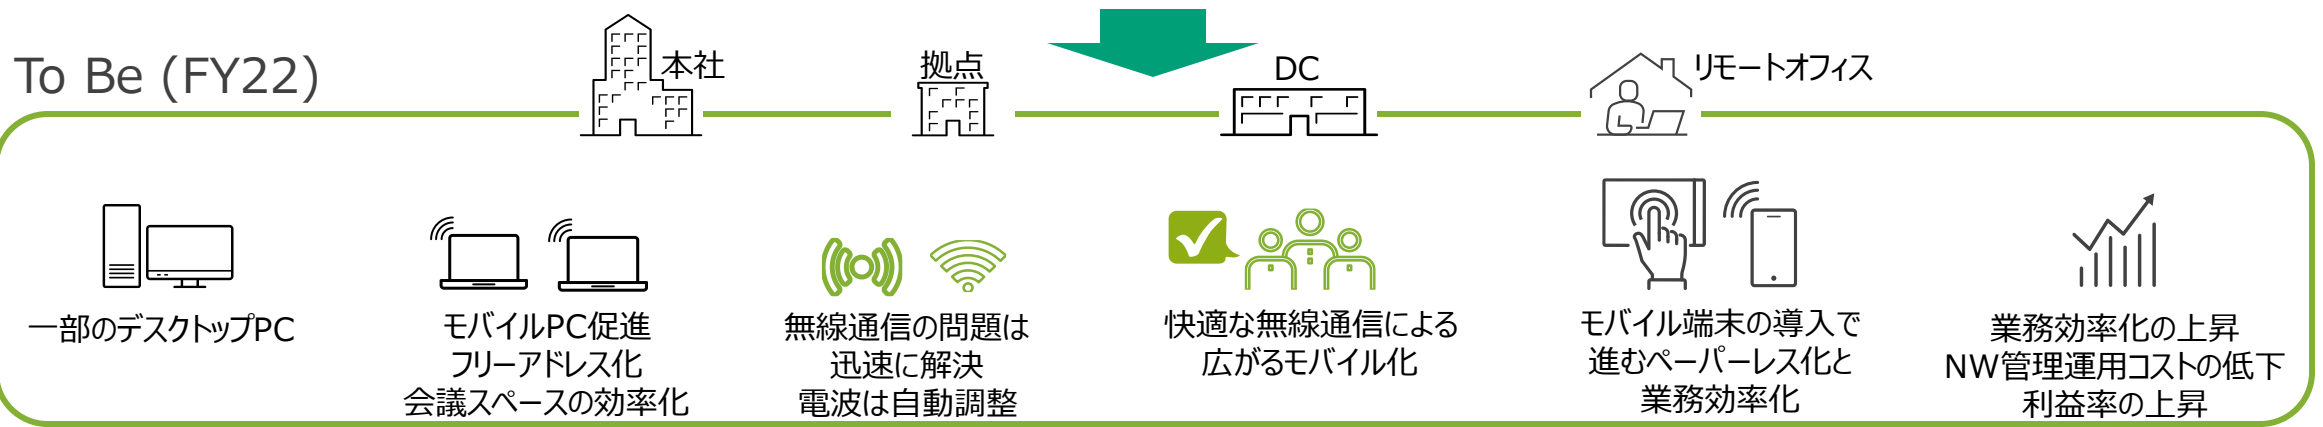 To Be (FY22)
本社
拠点
DC
リモートオフィス
一部のデスクトップPC
モバイルPC促進
フリーアドレス化
会議スペースの効率化
無線通信の問題は
迅速に解決
電波は自動調整
快適な無線通信による
広がるモバイル化
モバイル端末の導入で
進むペーパーレス化と
業務効率化
業務効率化の上昇
NW管理運用コストの低下
利益率の上昇